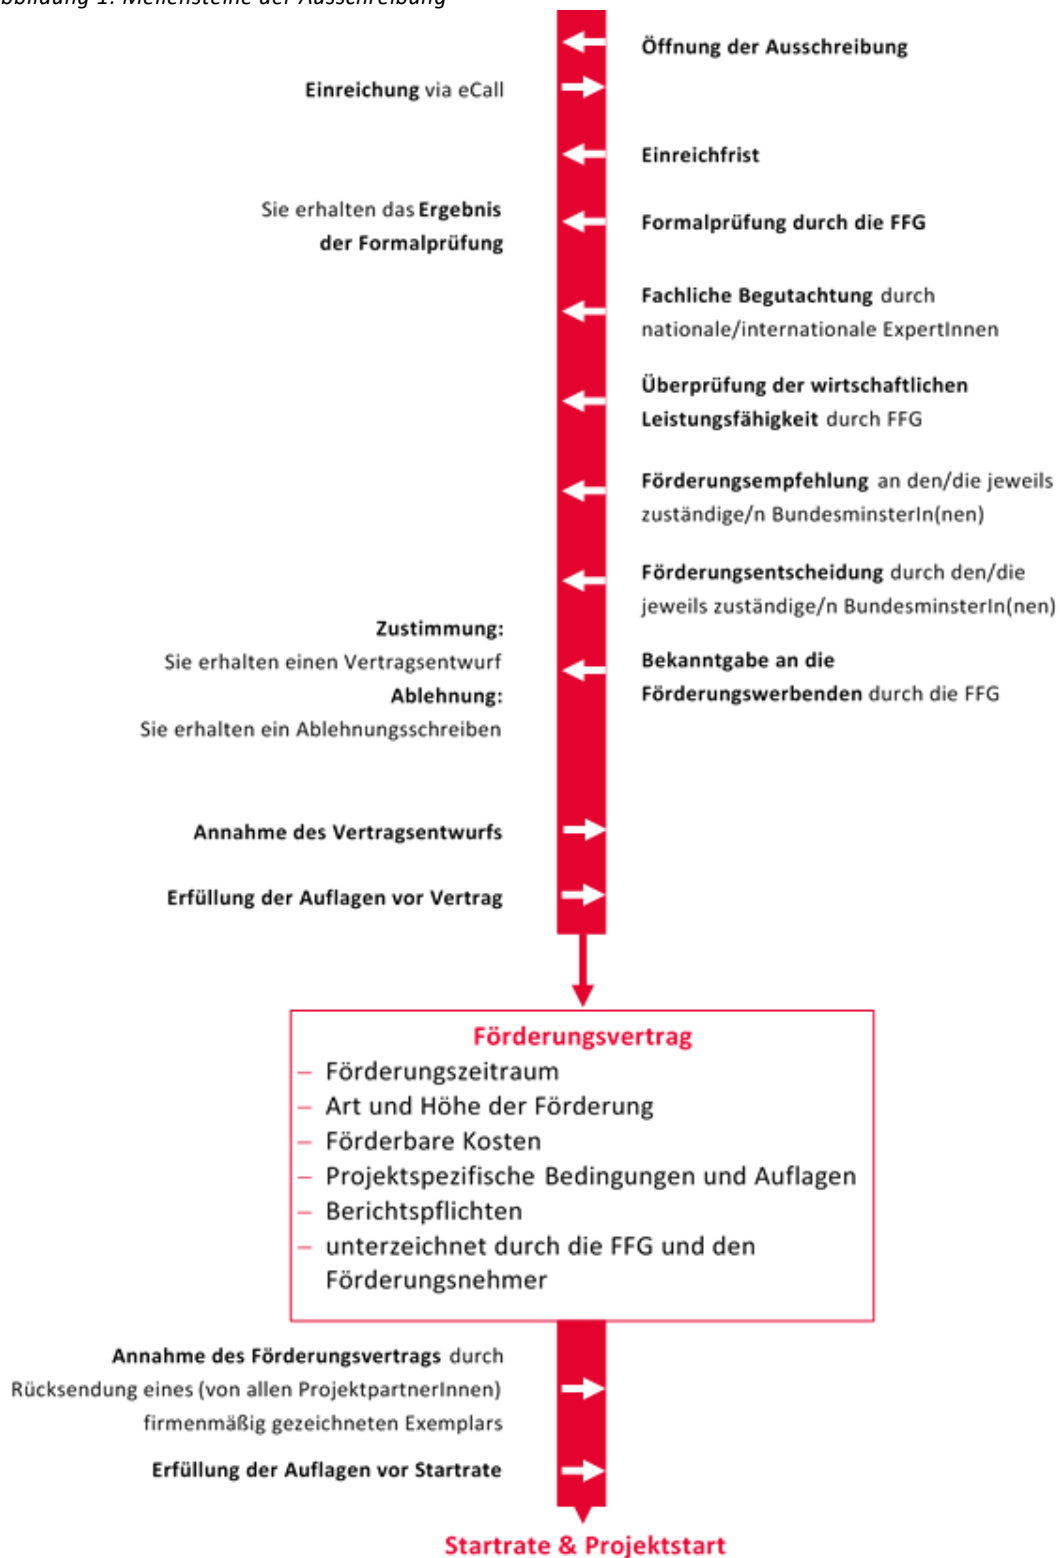 bbildung 1: Meilensteine der Ausschreibung
Öffnung der Ausschreibung
Einreichung via eCall
Einreichfrist
Sie erhalten das Ergebnis
der Formalprüfung
Formalprüfung durch die FFG
Fachliche Begutachtung durch
nationale/internationale ExpertInnen
Überprüfung der wirtschaftlichen
Leistungsfähigkeit durch FFG
Förderungsempfehlung an den/die jeweils
zuständige/n BundesminsterIn(nen)
Förderungsentscheidung durch den/die
jeweils zuständige/n BundesminsterIn(nen)
Zustimmung:
Sie erhalten einen Vertragsentwurf
Ablehnung:
Sie erhalten ein Ablehnungsschreiben
Bekanntgabe an die
Förderungswerbenden durch die FFG
Annahme des Vertragsentwurfs
Erfüllung der Auflagen vor Vertrag
Förderungsvertrag
– Förderungszeitraum
– Art und Höhe der Förderung
– Förderbare Kosten
– Projektspezifische Bedingungen und Auflagen
– Berichtspflichten
– unterzeichnet durch die FFG und den
Förderungsnehmer
Annahme des Förderungsvertrags durch
Rücksendung eines (von allen ProjektpartnerInnen)
firmenmäßig gezeichneten Exemplars
Erfüllung der Auflagen vor Startrate
Startrate & Projektstart